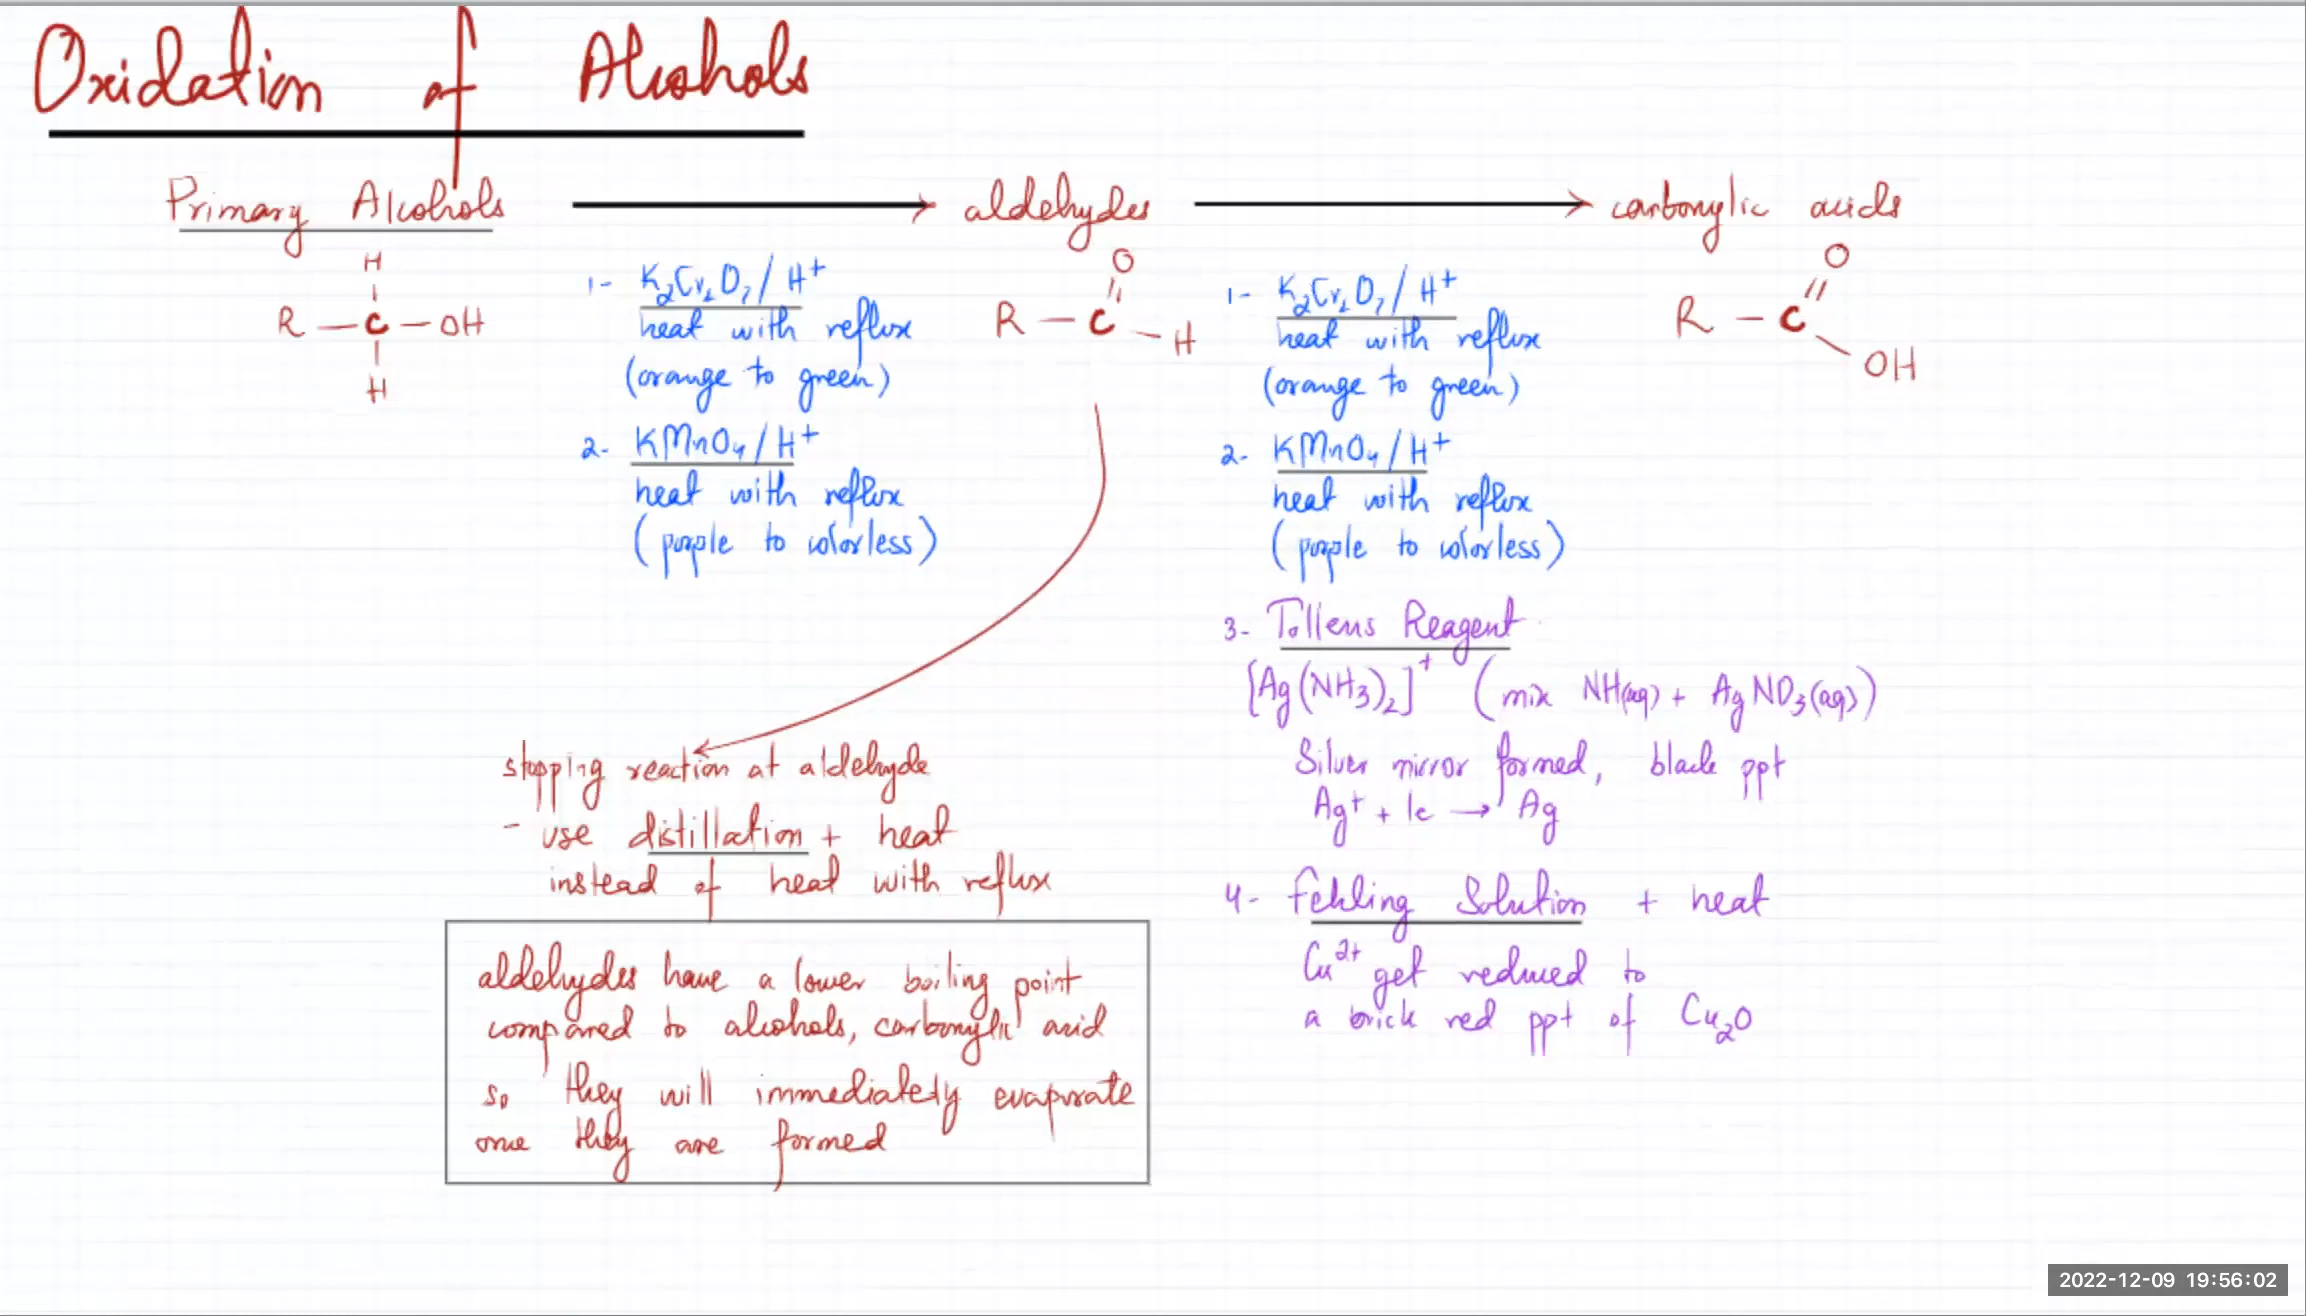 Oxidation of Alcohols
Primary Alcohols
aldehydes
carboxylic acids
H
R — C — OH
H
1- K2Cr2O7 / H+
heat with reflux
(orange to green)
2- KMnO4 / H+
heat with reflux
(purple to colorless)
O
R — C — H
1- K2Cr2O7 / H+
heat with reflux
(orange to green)
2- KMnO4 / H+
heat with reflux
(purple to colorless)
O
R — C
OH
3- Tollens Reagent
[Ag(NH3)2]+ (mix NH(aq) + AgNO3(aq))
Silver mirror formed, black ppt
Ag+ + 1e → Ag
4- Fehling Solution + heat
Cu2+ get reduced to
a brick red ppt of Cu2O
stopping reaction at aldehyde
- use distillation + heat
instead of heat with reflux
aldehydes have a lower boiling point
compared to alcohols, carboxylic acid
so they will immediately evaporate
once they are formed
2022-12-09 19:56:02